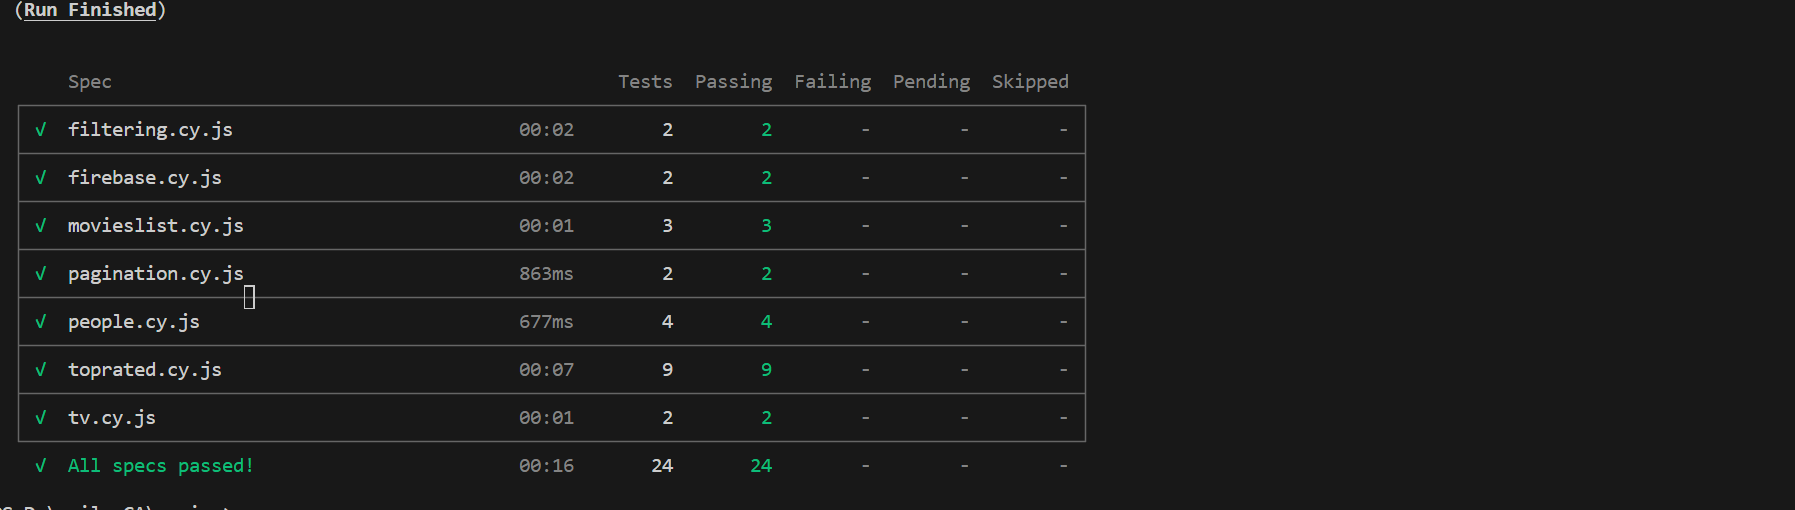 (Run Finished)
Spec Tests Passing Failing Pending Skipped
√ filtering.cy.js 00:02 2 2 - - -
√ firebase.cy.js 00:02 2 2 - - -
√ movieslist.cy.js 00:01 3 3 - - -
√ pagination.cy.js 863ms 2 2 - - -
√ people.cy.js 677ms 4 4 - - -
√ toprated.cy.js 00:07 9 9 - - -
√ tv.cy.js 00:01 2 2 - - -
√ All specs passed! 00:16 24 24 - - -